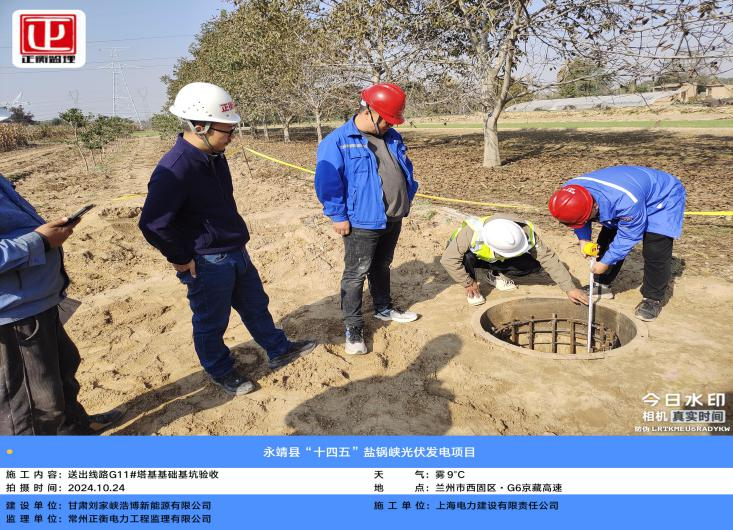 正衡监理
今日水印
相机 真实时间
防伪 LRTKMEU6RADYKW
永靖县“十四五”盐锅峡光伏发电项目
施工内容：送出线路G11#塔基基础基坑验收
拍摄时间：2024.10.24
天　　气：雾 9℃
地　　点：兰州市西固区·G6京藏高速
建设单位：甘肃刘家峡浩博新能源有限公司
监理单位：常州正衡电力工程监理有限公司
施工单位：上海电力建设有限责任公司